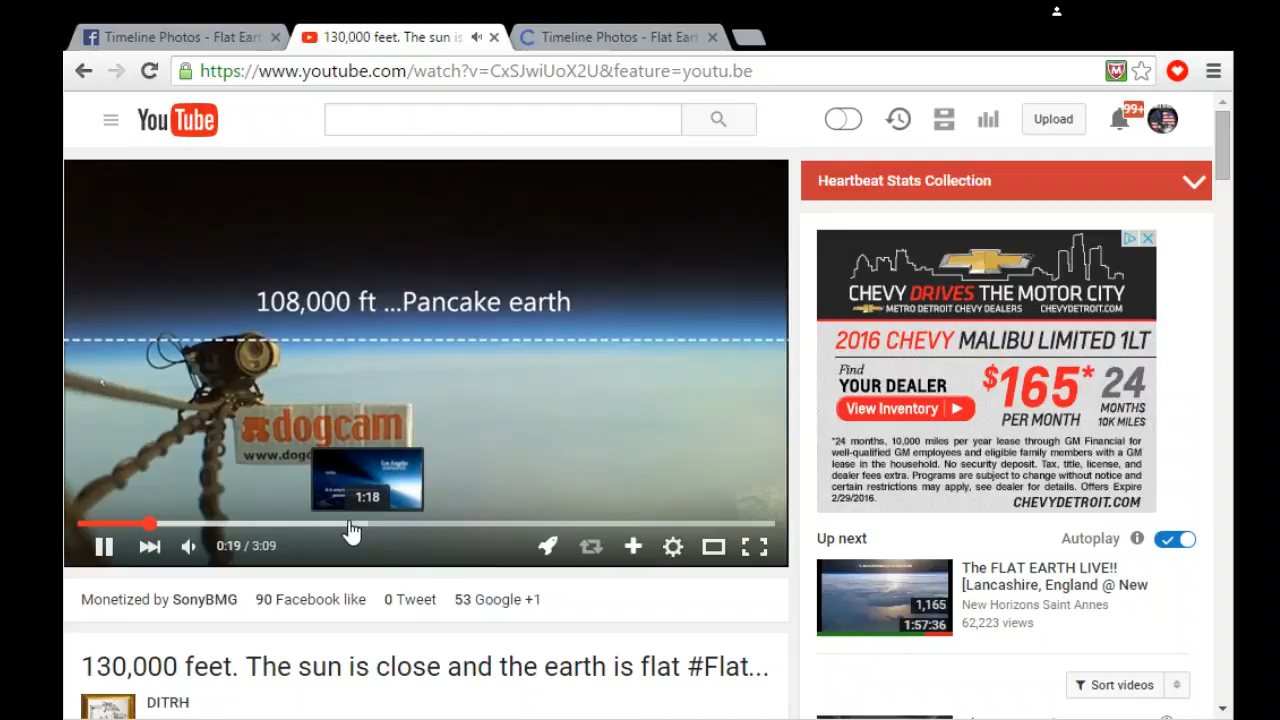 Timeline Photos - Flat Eart
130,000 feet. The sun is
Timeline Photos - Flat Eart
https://www.youtube.com/watch?v=CxSJwiUoX2U&feature=youtu.be
YouTube
Upload
99+
Heartbeat Stats Collection
108,000 ft ...Pancake earth
dogcam
www.dog
Los Angeles
1:18
0:19 / 3:09
CHEVY DRIVES THE MOTOR CITY
METRO DETROIT CHEVY DEALERS CHEVYDETROIT.COM
2016 CHEVY MALIBU LIMITED 1LT
Find
YOUR DEALER
View Inventory
$165* 24
PER MONTH MONTHS
10K MILES
*24 months, 10,000 miles per year lease through GM Financial for
well-qualified GM employees and eligible family members with a GM
lease in the household. No security deposit. Tax, title, license, and
dealer fees extra. Programs are subject to change without notice and
certain restrictions may apply, see dealer for details. Offers Expire
2/29/2016.
CHEVYDETROIT.COM
Up next
Autoplay
The FLAT EARTH LIVE!!
[Lancashire, England @ New
New Horizons Saint Annes
62,223 views
1,165
1:57:36
Monetized by SonyBMG 90 Facebook like 0 Tweet 53 Google +1
130,000 feet. The sun is close and the earth is flat #Flat...
DITRH
Sort videos